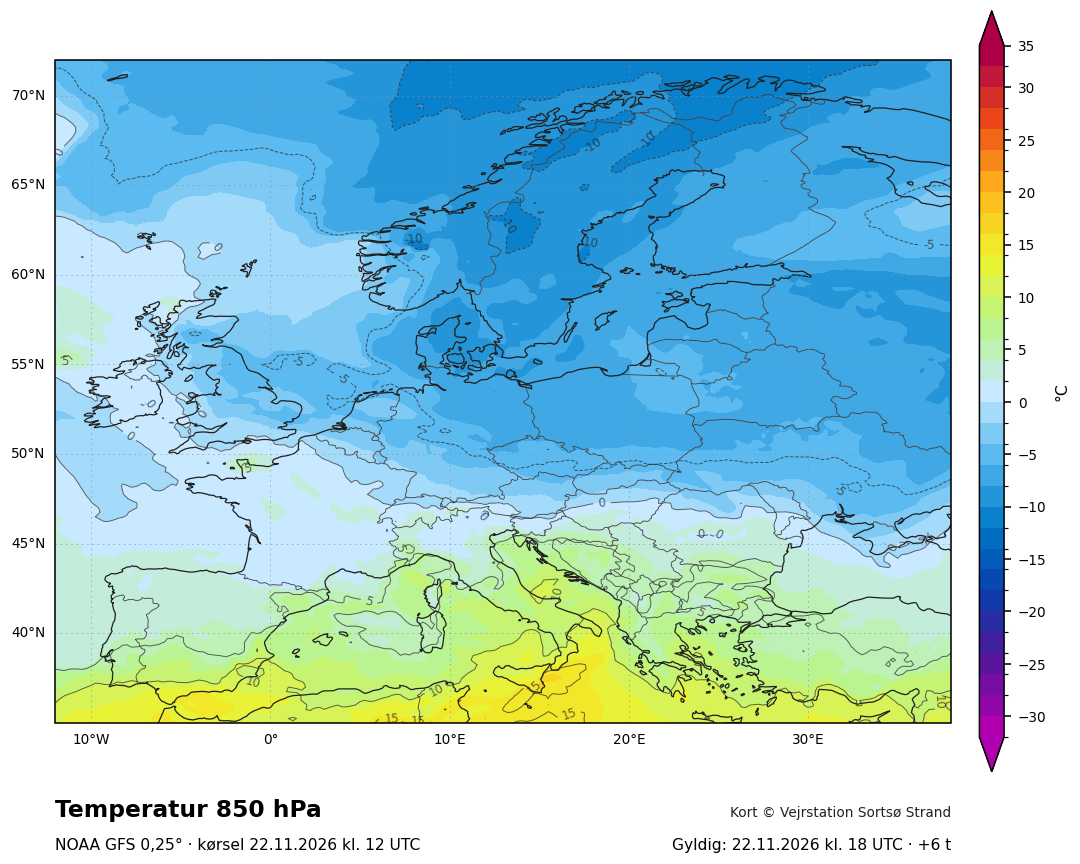 70°N
65°N
60°N
55°N
50°N
45°N
40°N
10°W
0°
10°E
20°E
30°E
35
30
25
20
15
10
5
0
−5
−10
−15
−20
−25
−30
°C
Temperatur 850 hPa
Kort © Vejrstation Sortsø Strand
NOAA GFS 0,25° · kørsel 22.11.2026 kl. 12 UTC
Gyldig: 22.11.2026 kl. 18 UTC · +6 t